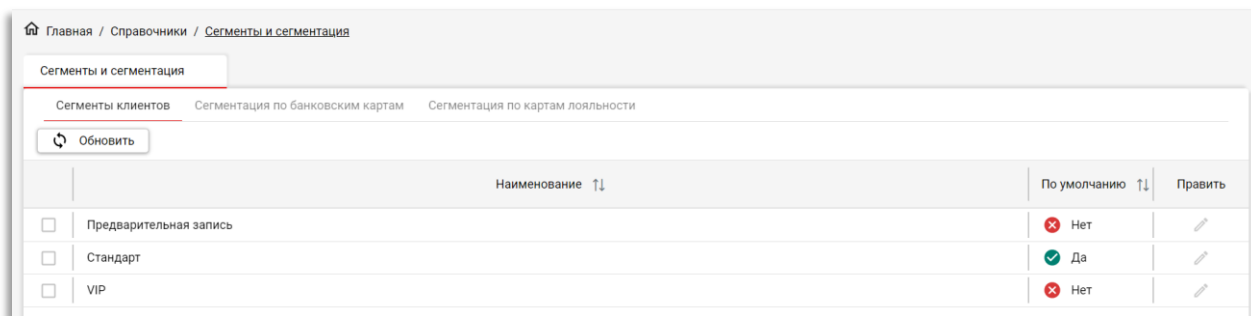 Главная / Справочники / Сегменты и сегментация
Сегменты и сегментация
Сегменты клиентов Сегментация по банковским картам Сегментация по картам лояльности
Обновить
Наименование По умолчанию Править
Предварительная запись Нет
Стандарт Да
VIP Нет